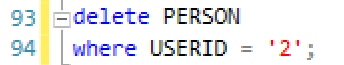 93 delete PERSON
94 where USERID = '2';